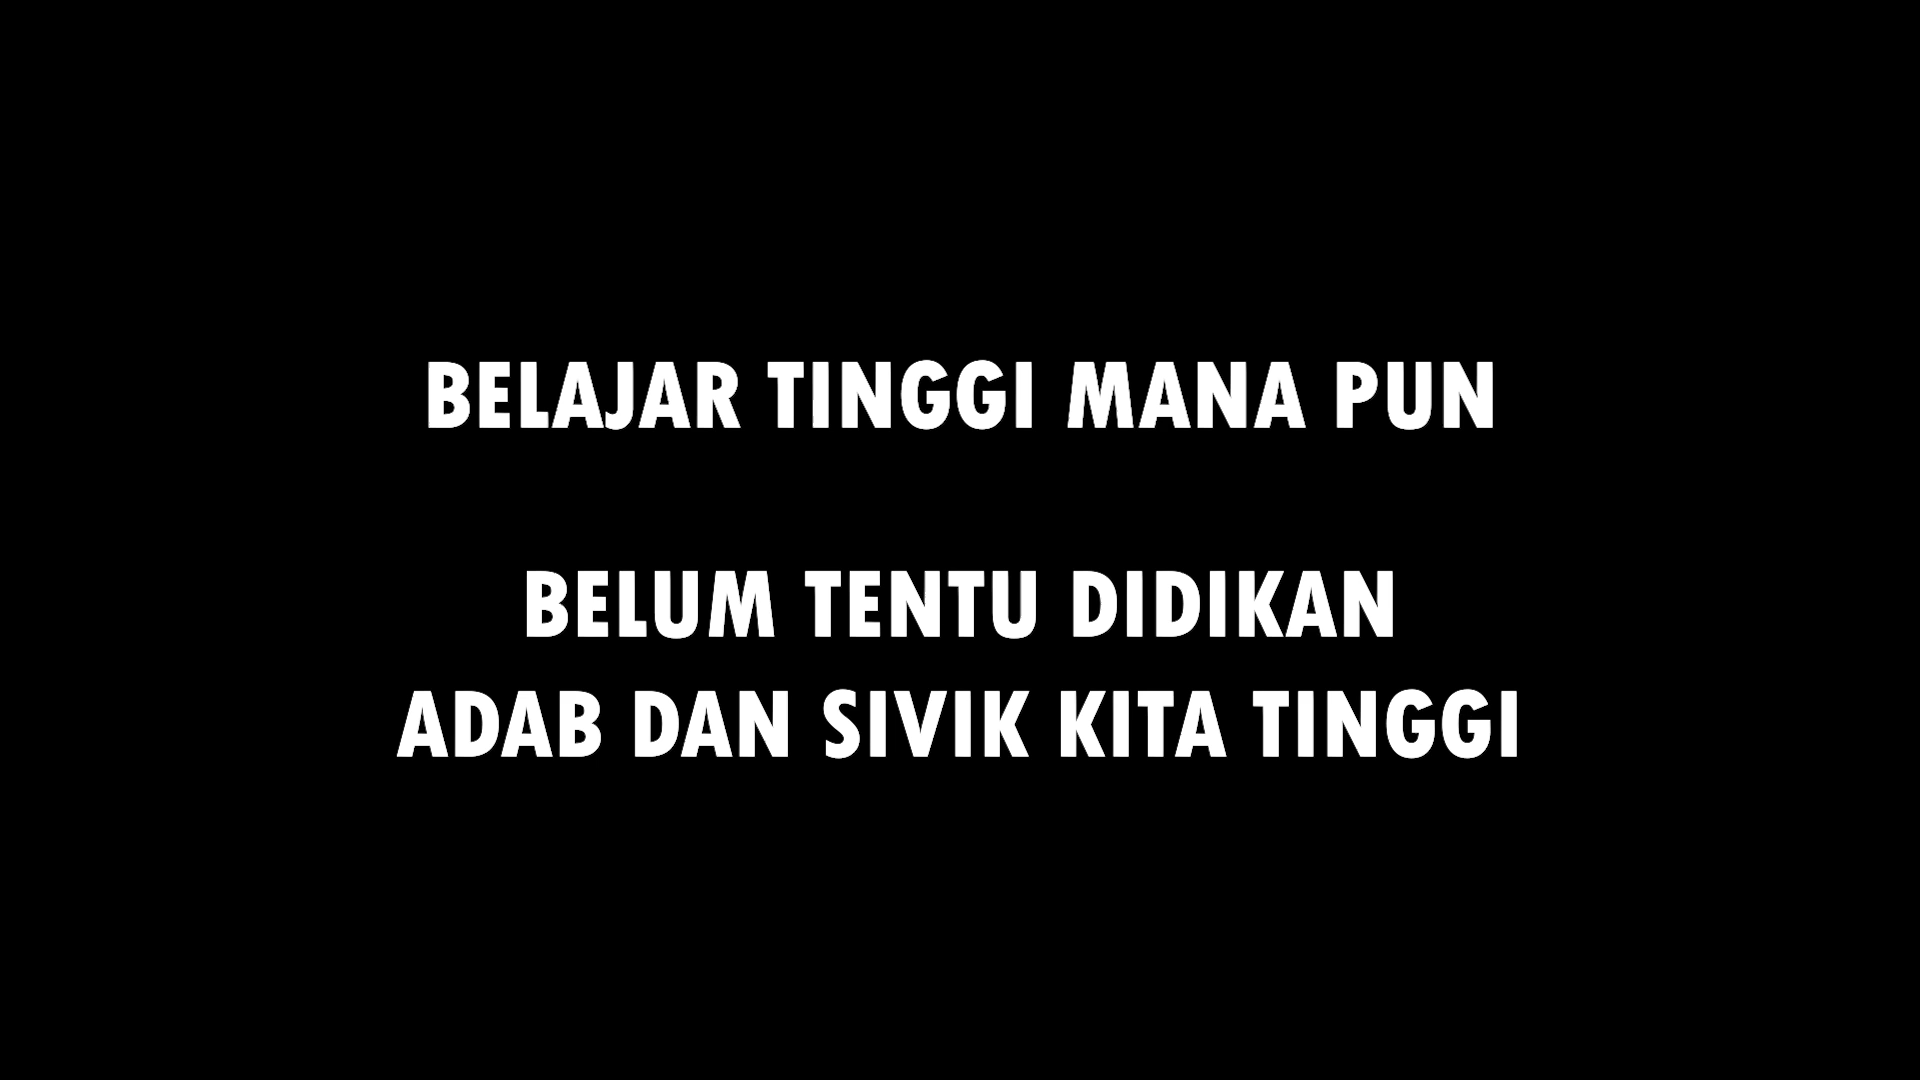 BELAJAR TINGGI MANA PUN
BELUM TENTU DIDIKAN
ADAB DAN SIVIK KITA TINGGI